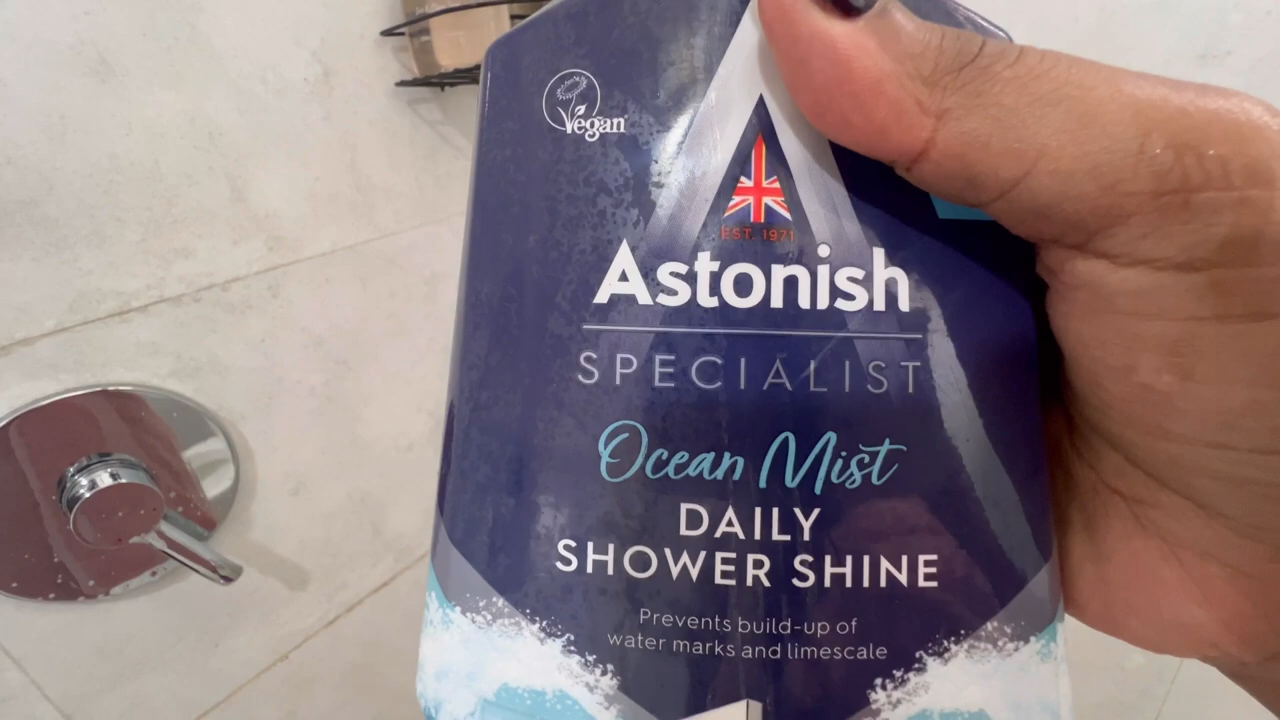 Vegan
EST. 1971
Astonish
SPECIALIST
Ocean Mist
DAILY
SHOWER SHINE
Prevents build-up of
water marks and limescale